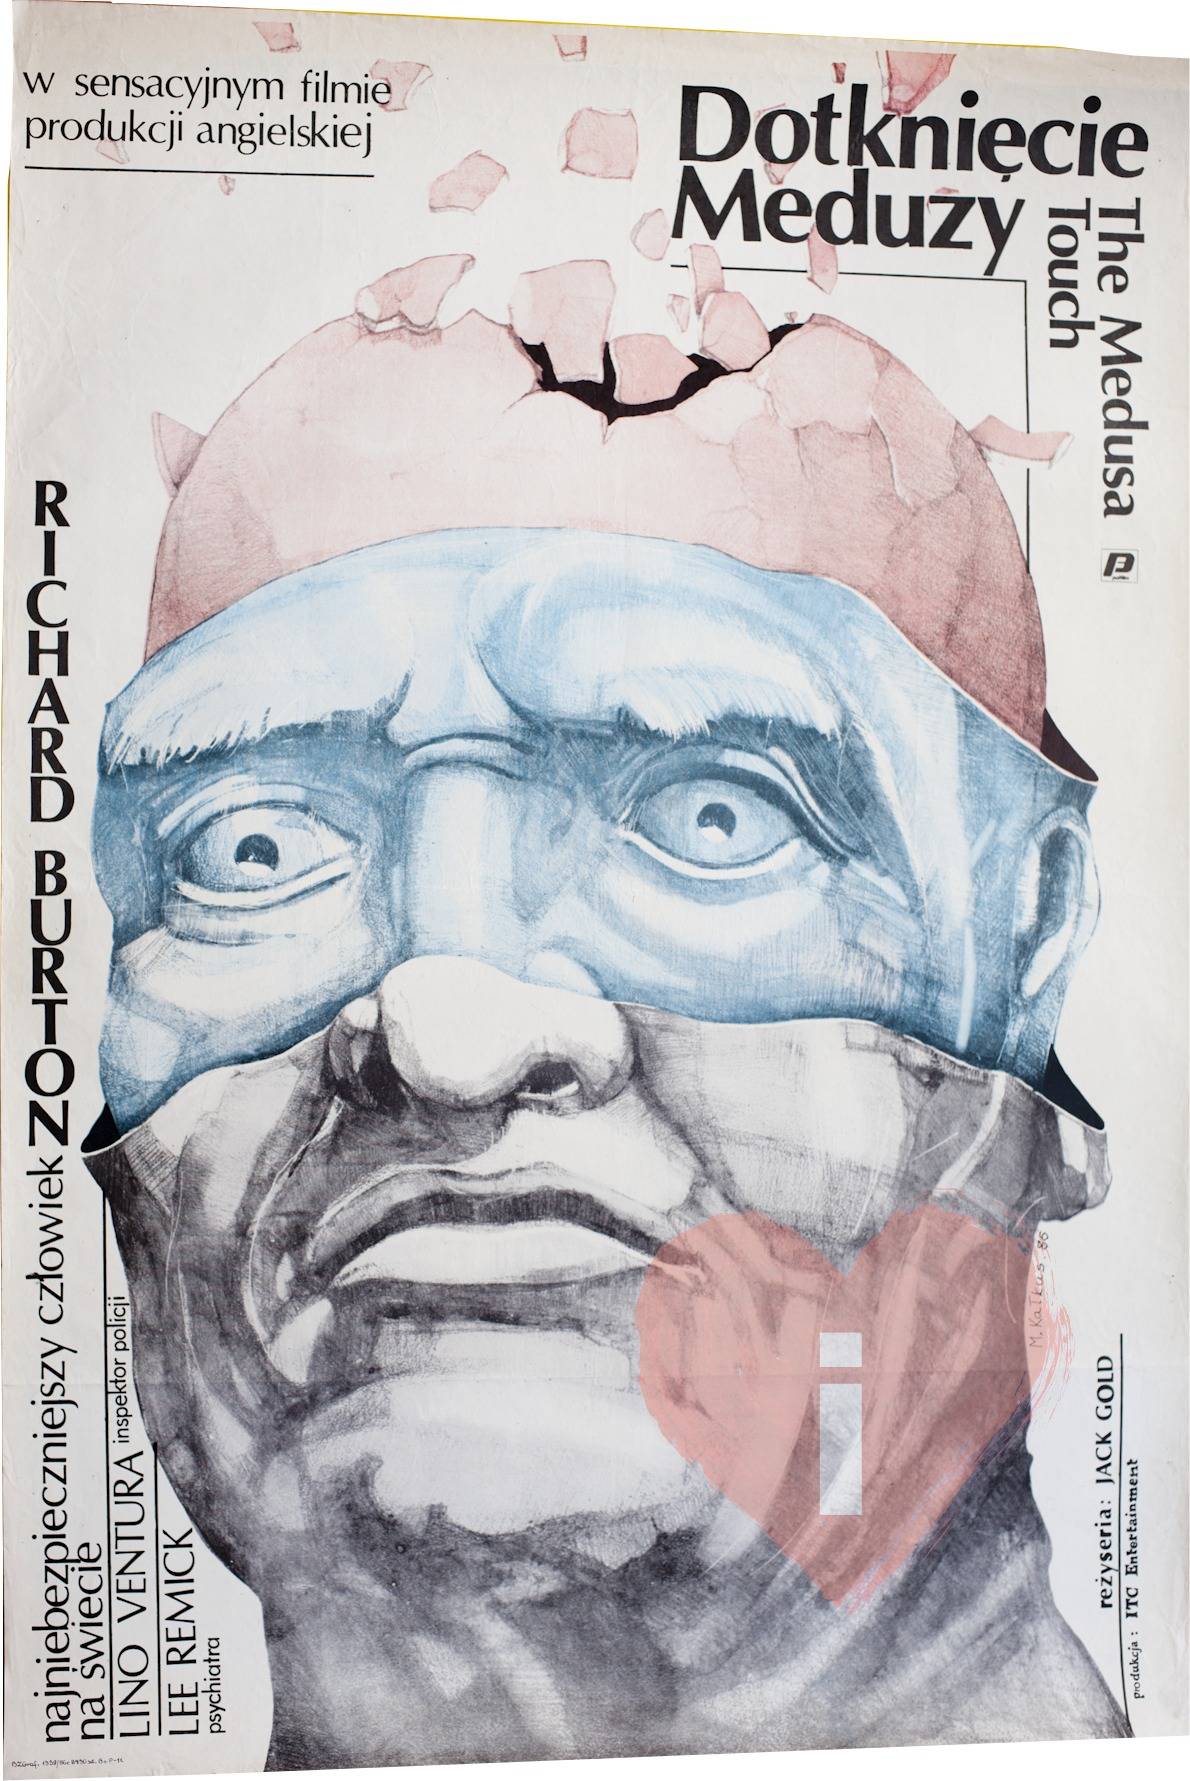 w sensacyjnym filmie
produkcji angielskiej
Dotknięcie
Meduzy
The Medusa
Touch
RICHARD BURTON
najniebezpieczniejszy człowiek
na świecie
LINO VENTURA inspektor policji
LEE REMICK
psychiatra
M. Kałkus 86
i
reżyseria: JACK GOLD
produkcja: ITC Entertainment